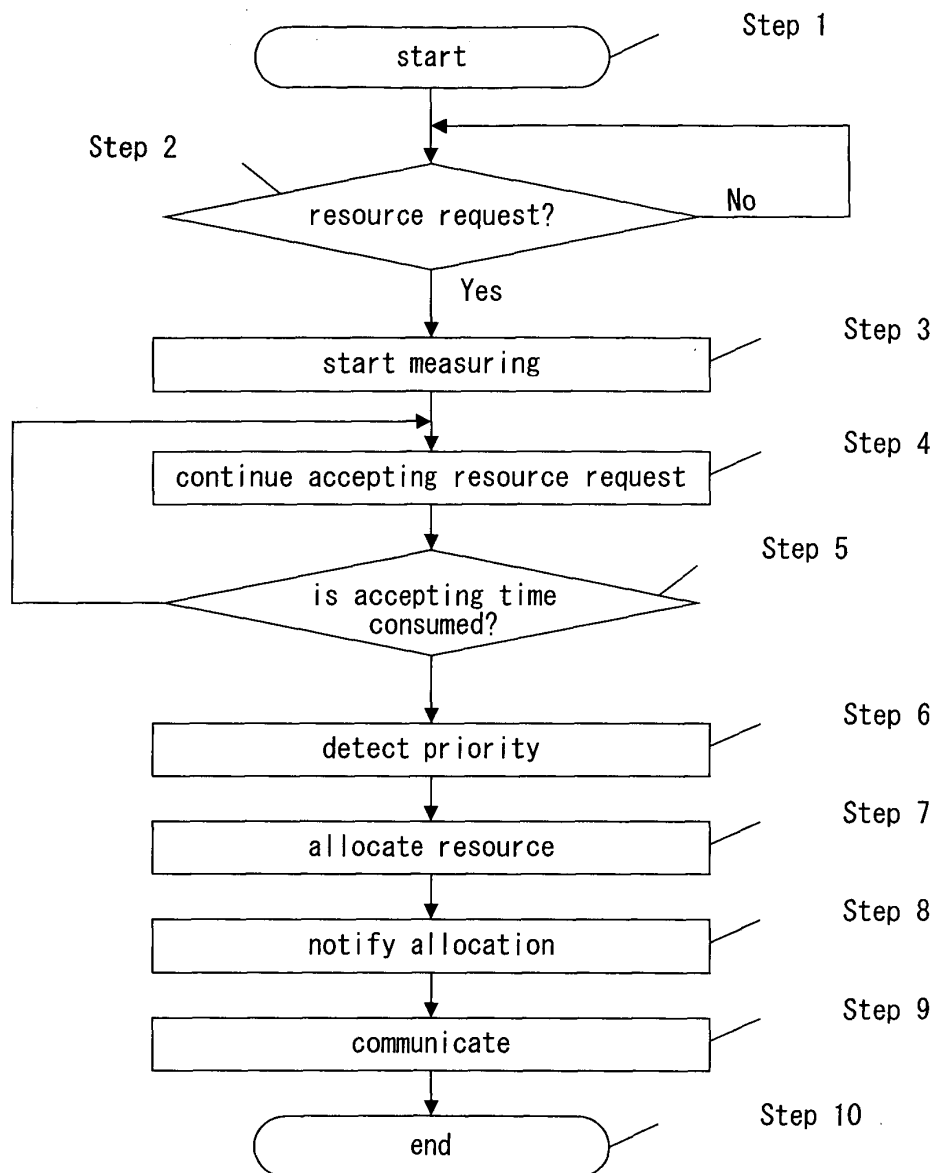 Step 1
start
Step 2
resource request?
No
Yes
Step 3
start measuring
Step 4
continue accepting resource request
Step 5
is accepting time
consumed?
Step 6
detect priority
Step 7
allocate resource
Step 8
notify allocation
Step 9
communicate
Step 10
end